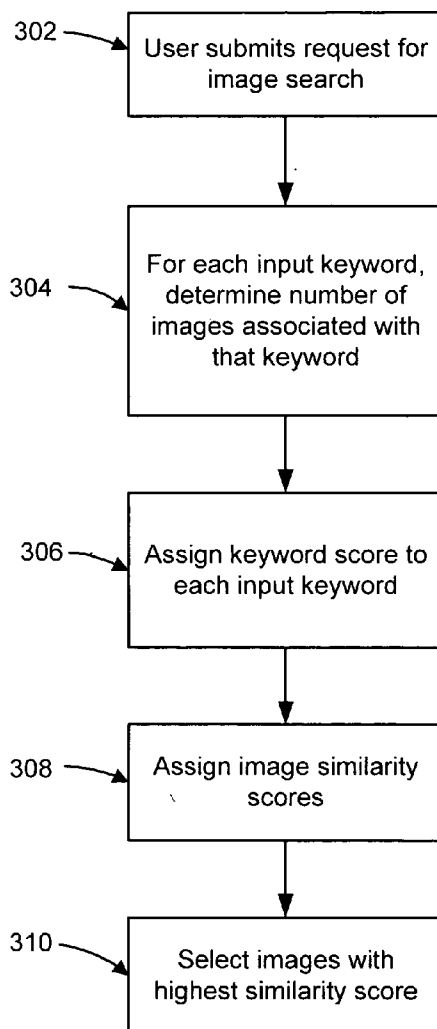 302
User submits request for
image search
304
For each input keyword,
determine number of
images associated with
that keyword
306
Assign keyword score to
each input keyword
308
Assign image similarity
scores
310
Select images with
highest similarity score